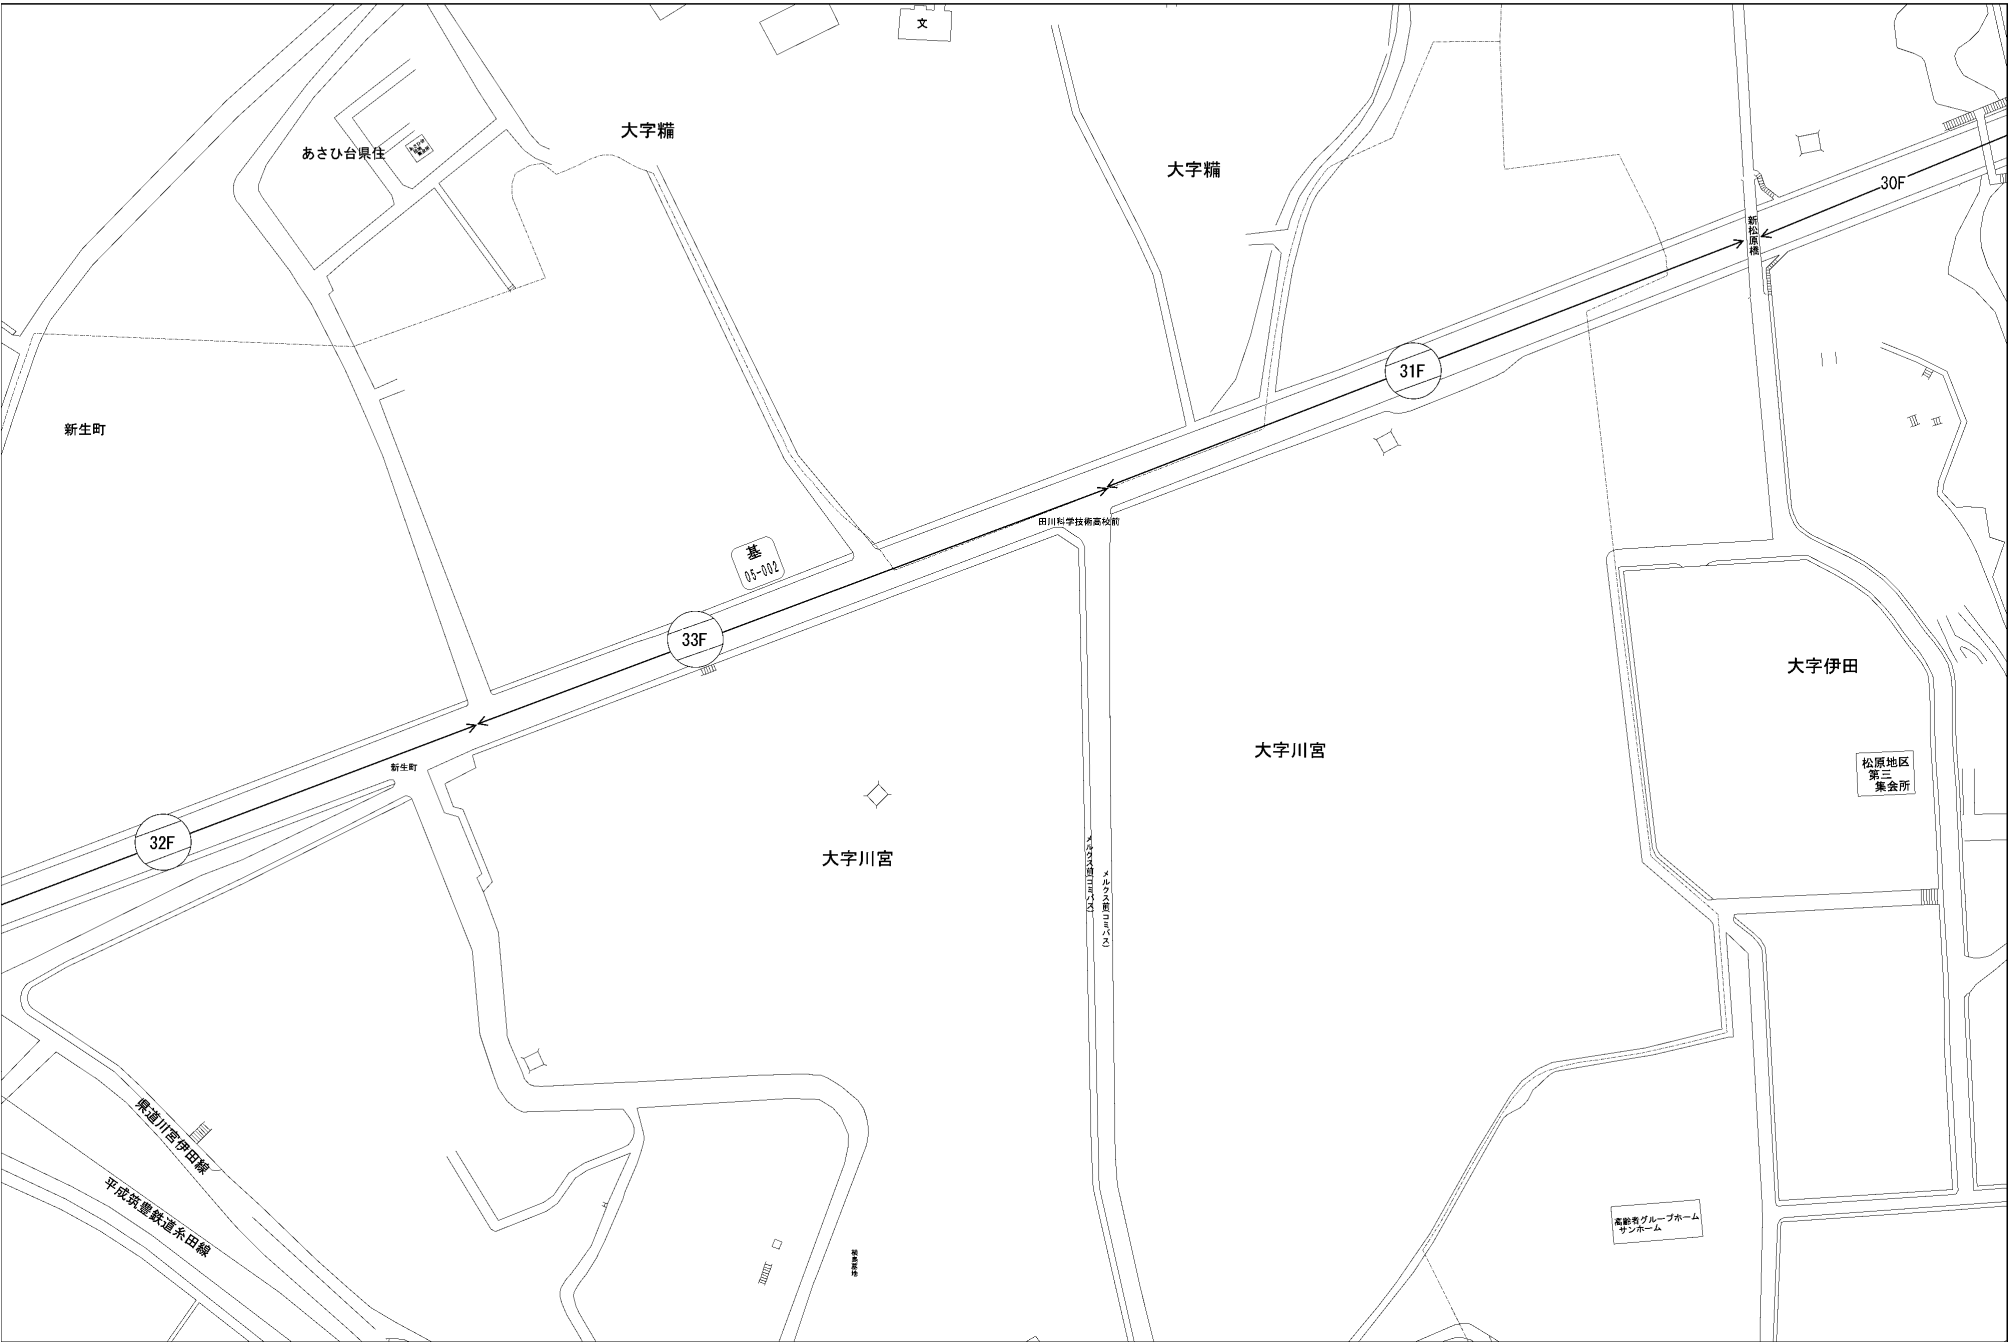 文
大字糒
あさひ台県住
大字糒
30F
新松原橋
31F
新生町
田川科学技術高校前
基
05-002
33F
大字伊田
大字川宮
新生町
松原地区
第三
集会所
32F
大字川宮
メルクス前(コミバス)
メルクス前(コミバス)
県道川宮伊田線
平成筑豊鉄道糸田線
高齢者グループホーム
サンホーム